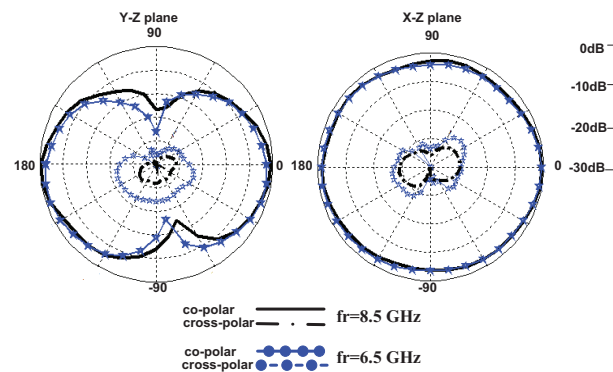 Y-Z plane
X-Z plane
90
90
0dB
-10dB
-20dB
180
0
180
0
-30dB
-90
-90
co-polar
cross-polar
fr=8.5 GHz
co-polar
cross-polar
fr=6.5 GHz